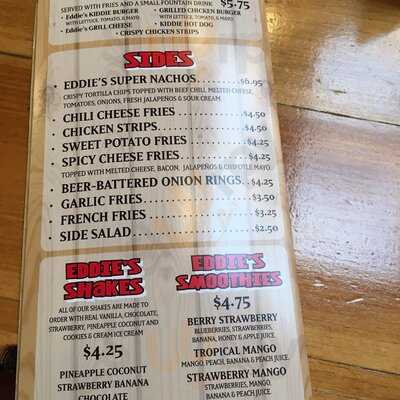 SERVED WITH FRIES AND A SMALL FOUNTAIN DRINK $5.75
• Eddie's KIDDIE BURGER
WITH LETTUCE, TOMATO, & MAYO
• Eddie's GRILL CHEESE
• GRILLED CHICKEN BURGER
WITH LETTUCE, TOMATO, & MAYO
• KIDDIE HOT DOG
• CRISPY CHICKEN STRIPS
SIDES
• EDDIE'S SUPER NACHOS..........$6.95
CRISPY TORTILLA CHIPS TOPPED WITH BEEF CHILI, MELTED CHEESE,
TOMATOES, ONIONS, FRESH JALAPEÑOS & SOUR CREAM.
• CHILI CHEESE FRIES..............$4.50
• CHICKEN STRIPS..................$4.50
• SWEET POTATO FRIES............$4.25
• SPICY CHEESE FRIES..............$4.25
TOPPED WITH MELTED CHEESE, BACON, JALAPEÑOS & CHIPOTLE MAYO.
• BEER-BATTERED ONION RINGS..$4.25
• GARLIC FRIES....................$3.50
• FRENCH FRIES....................$3.25
SIDE SALAD.......................$2.50
EDDIE'S
SHAKES
ALL OF OUR SHAKES ARE MADE TO
ORDER WITH REAL VANILLA, CHOCOLATE,
STRAWBERRY, PINEAPPLE COCONUT AND
COOKIES & CREAM ICE CREAM
$4.25
PINEAPPLE COCONUT
STRAWBERRY BANANA
CHOCOLATE
EDDIE'S
SMOOTHIES
$4.75
BERRY STRAWBERRY
BLUEBERRIES, STRAWBERRIES,
BANANA, HONEY & APPLE JUICE.
TROPICAL MANGO
MANGO, PEACH, BANANA & PEACH JUICE.
STRAWBERRY MANGO
STRAWBERRIES, MANGO,
BANANA & PEACH JUICE